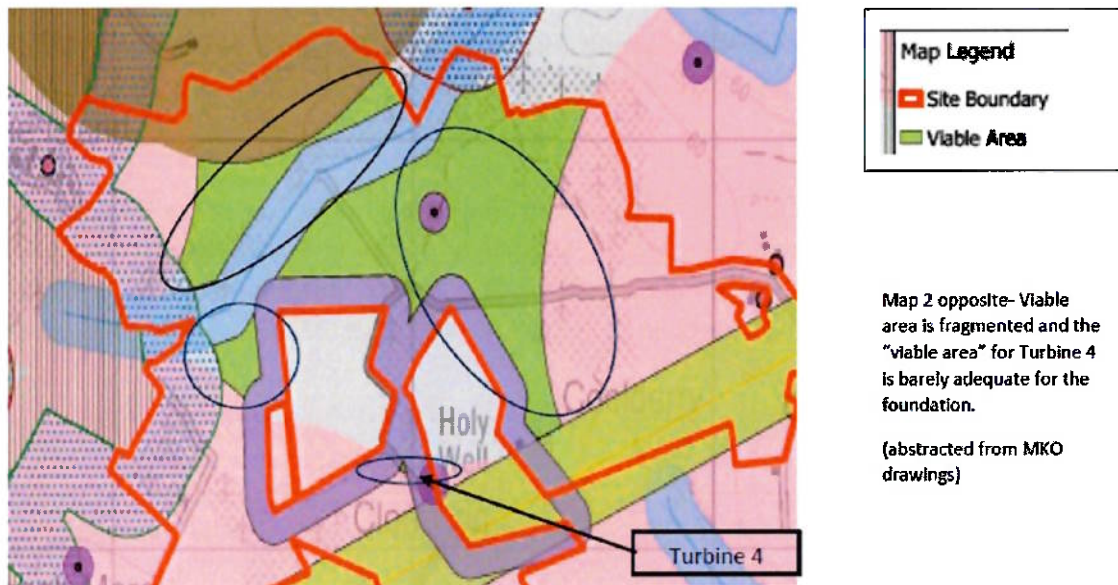 Map Legend
Site Boundary
Viable Area
Map 2 opposite- Viable
area is fragmented and the
"viable area" for Turbine 4
is barely adequate for the
foundation.
(abstracted from MKO
drawings)
Holy
Well
Turbine 4